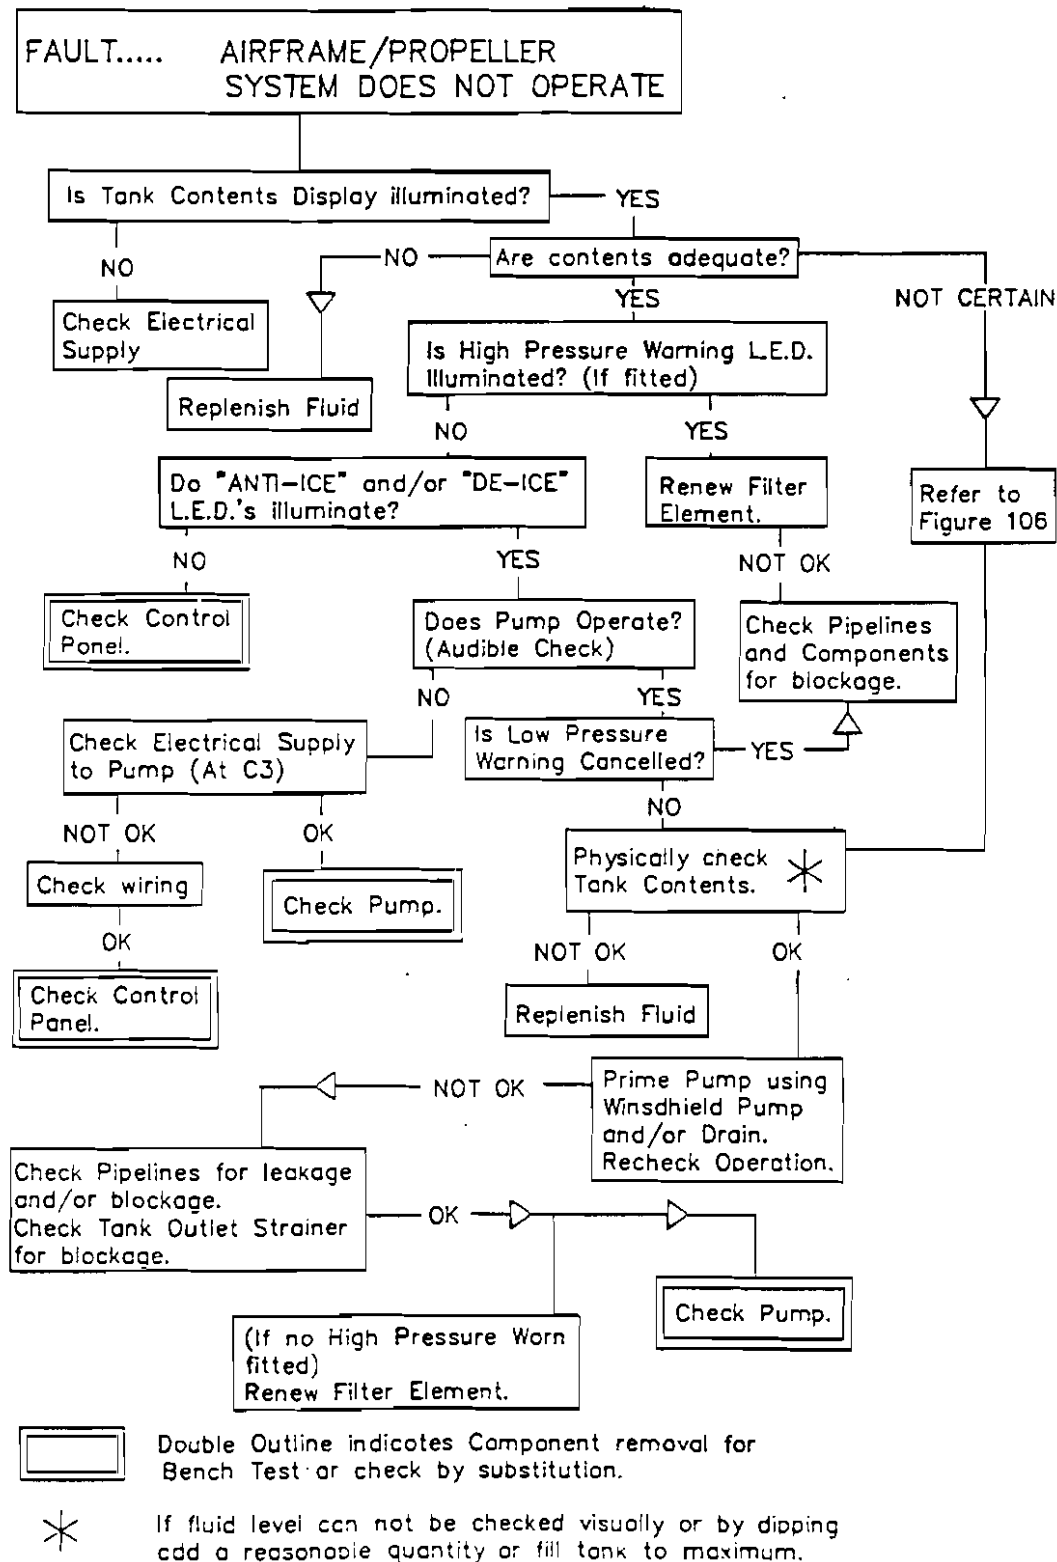 FAULT..... AIRFRAME/PROPELLER
SYSTEM DOES NOT OPERATE
Is Tank Contents Display illuminated?
YES
NO
Are contents adequate?
NO
YES
NOT CERTAIN
Check Electrical
Supply
Is High Pressure Warning L.E.D.
Illuminated? (If fitted)
Replenish Fluid
NO
YES
Do "ANTI-ICE" and/or "DE-ICE"
L.E.D.'s illuminate?
Renew Filter
Element.
Refer to
Figure 106
NO
YES
NOT OK
Check Control
Panel.
Does Pump Operate?
(Audible Check)
Check Pipelines
and Components
for blockage.
NO
YES
Check Electrical Supply
to Pump (At C3)
Is Low Pressure
Warning Cancelled?
YES
NO
NOT OK
OK
Physically check
Tank Contents.
Check wiring
Check Pump.
OK
NOT OK
OK
Check Control
Panel.
Replenish Fluid
NOT OK
Prime Pump using
Winsdhield Pump
and/or Drain.
Recheck Operation.
Check Pipelines for leakage
and/or blockage.
Check Tank Outlet Strainer
for blockage.
OK
Check Pump.
(If no High Pressure Worn
fitted)
Renew Filter Element.
Double Outline indicates Component removal for
Bench Test or check by substitution.
If fluid level can not be checked visually or by dipping
add a reasonable quantity or fill tank to maximum.